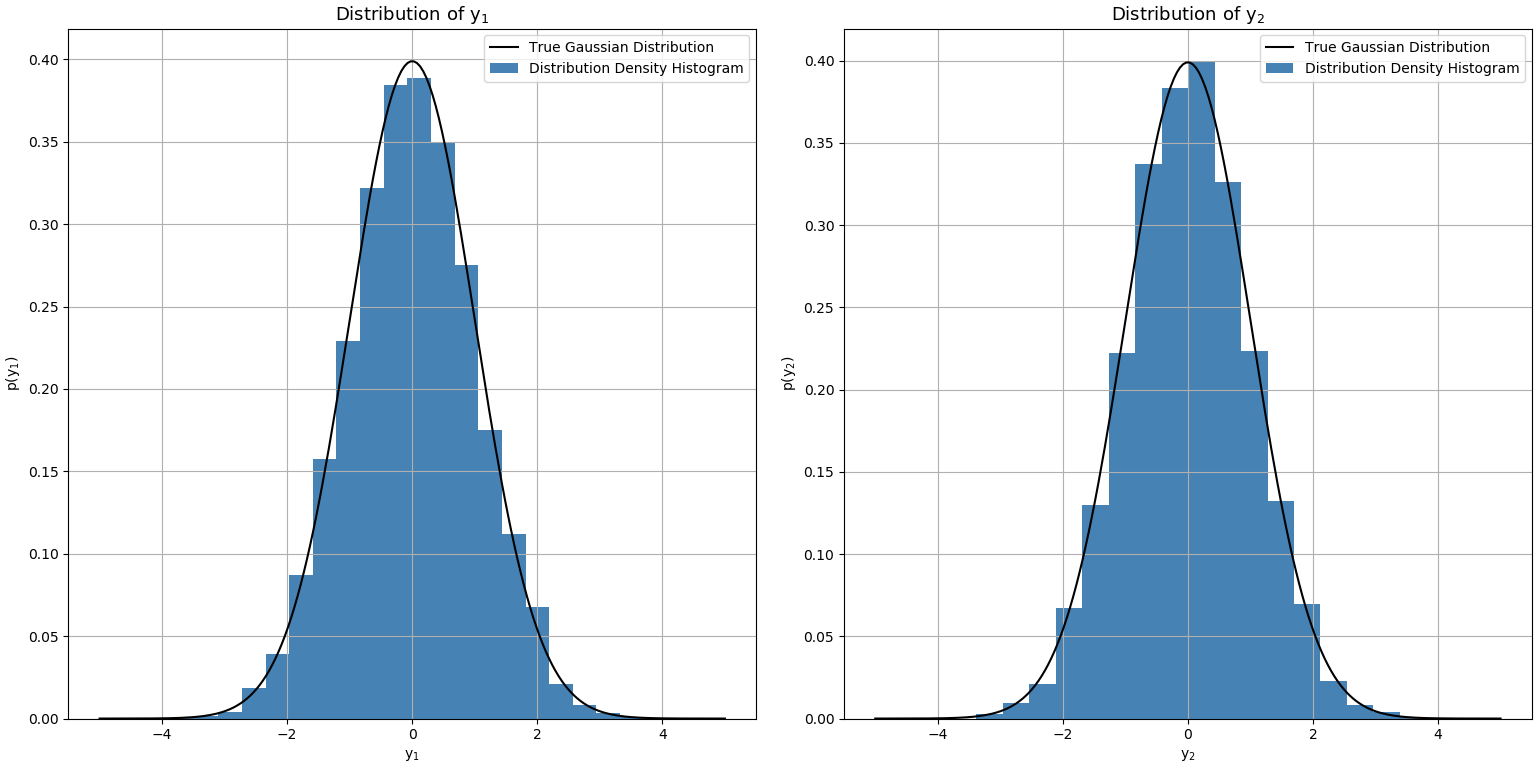 Distribution of y₁
True Gaussian Distribution
Distribution Density Histogram
0.40
0.35
0.30
0.25
0.20
0.15
0.10
0.05
0.00
p(y₁)
−4
−2
0
2
4
y₁
Distribution of y₂
True Gaussian Distribution
Distribution Density Histogram
0.40
0.35
0.30
0.25
0.20
0.15
0.10
0.05
0.00
p(y₂)
−4
−2
0
2
4
y₂